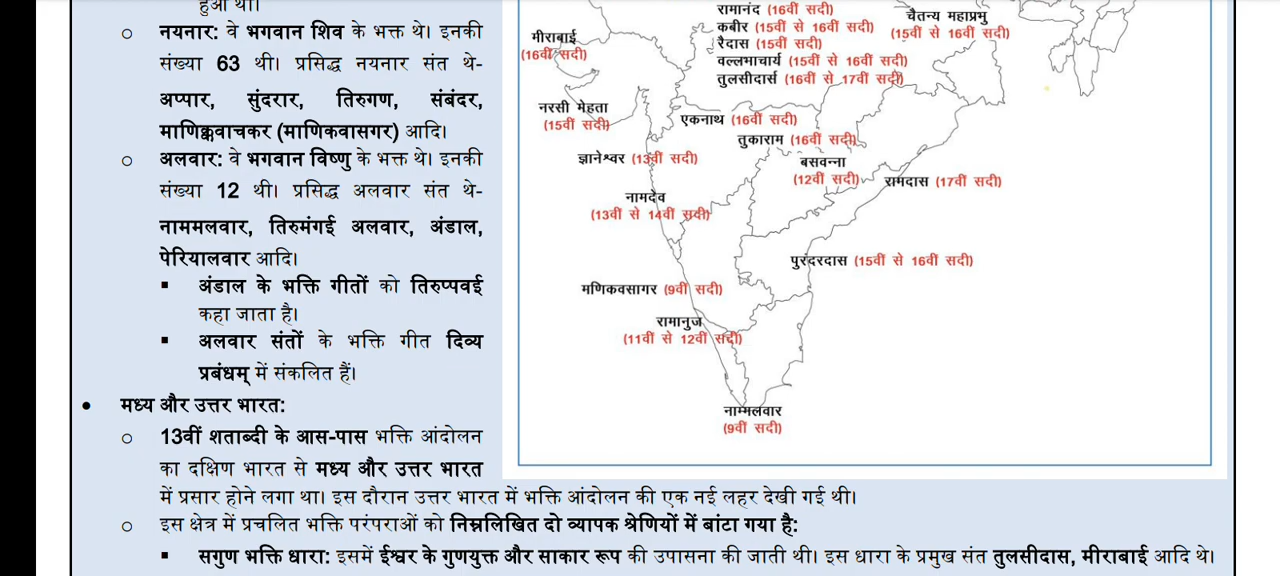 हुआ था।
o नयनार: वे भगवान शिव के भक्त थे। इनकी
संख्या 63 थी। प्रसिद्ध नयनार संत थे-
अप्पार, सुंदरार, तिरुगण, संबंदर,
माणिक्कवाचकर (माणिकवासगर) आदि।
o अलवार: वे भगवान विष्णु के भक्त थे। इनकी
संख्या 12 थी। प्रसिद्ध अलवार संत थे-
नाममलवार, तिरुमंगई अलवार, अंडाल,
पेरियालवार आदि।
▪ अंडाल के भक्ति गीतों को तिरुप्पवई
कहा जाता है।
▪ अलवार संतों के भक्ति गीत दिव्य
प्रबंधम् में संकलित हैं।
रामानंद (16वीं सदी)
कबीर (15वीं से 16वीं सदी)
रैदास (15वीं सदी)
वल्लभाचार्य (15वीं से 16वीं सदी)
तुलसीदार्स (16वीं से 17वीं सदी)
चैतन्य महाप्रभु
(15वीं से 16वीं सदी)
मीराबाई
(16वीं सदी)
नरसी मेहता
(15वीं सदी)
एकनाथ (16वीं सदी)
तुकाराम (16वीं सदी)
ज्ञानेश्वर (13वीं सदी)
बसवन्ना
(12वीं सदी)
रामदास (17वीं सदी)
नामदेव
(13वीं से 14वीं सदी)
पुरंदरदास (15वीं से 16वीं सदी)
मणिकवसागर (9वीं सदी)
रामानुज
(11वीं से 12वीं सदी)
नाम्मलवार
(9वीं सदी)
• मध्य और उत्तर भारत:
o 13वीं शताब्दी के आस-पास भक्ति आंदोलन
का दक्षिण भारत से मध्य और उत्तर भारत
में प्रसार होने लगा था। इस दौरान उत्तर भारत में भक्ति आंदोलन की एक नई लहर देखी गई थी।
o इस क्षेत्र में प्रचलित भक्ति परंपराओं को निम्नलिखित दो व्यापक श्रेणियों में बांटा गया है:
▪ सगुण भक्ति धारा: इसमें ईश्वर के गुणयुक्त और साकार रूप की उपासना की जाती थी। इस धारा के प्रमुख संत तुलसीदास, मीराबाई आदि थे।